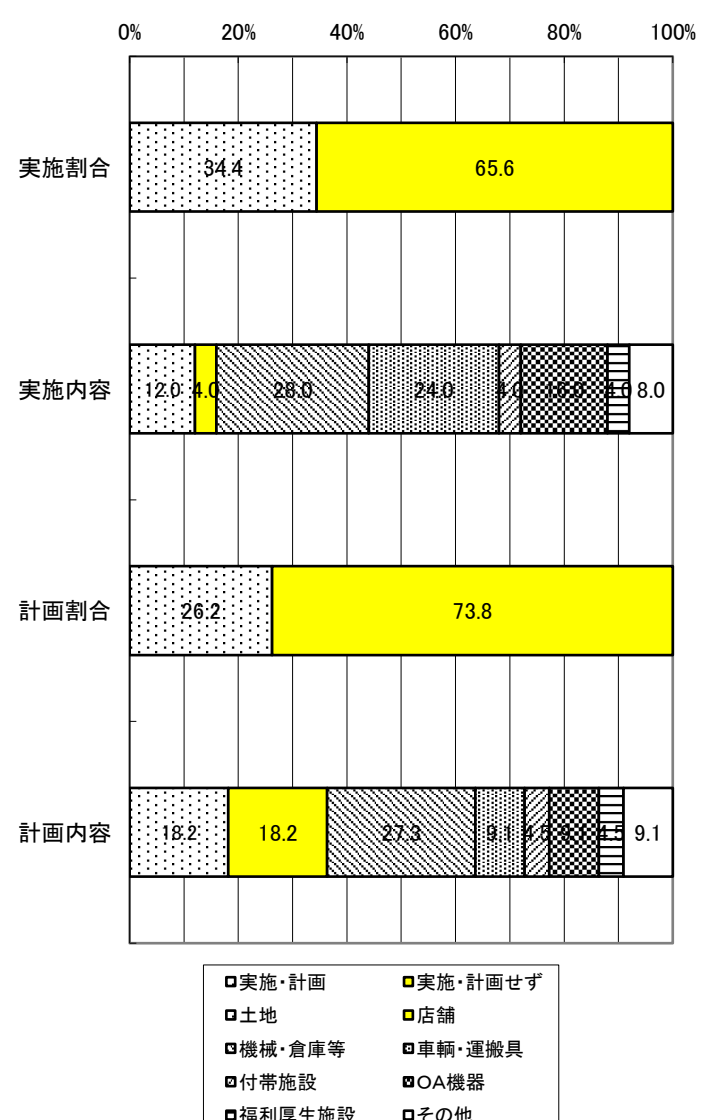 0% 20% 40% 60% 80% 100%
実施割合 34.4 65.6
実施内容 12.0 4.0 28.0 24.0 4.0 16.0 4.0 8.0
計画割合 26.2 73.8
計画内容 18.2 18.2 27.3 9.1 4.5 9.1 4.5 9.1
実施・計画 実施・計画せず
土地 店舗
機械・倉庫等 車輌・運搬具
付帯施設 OA機器
福利厚生施設 その他